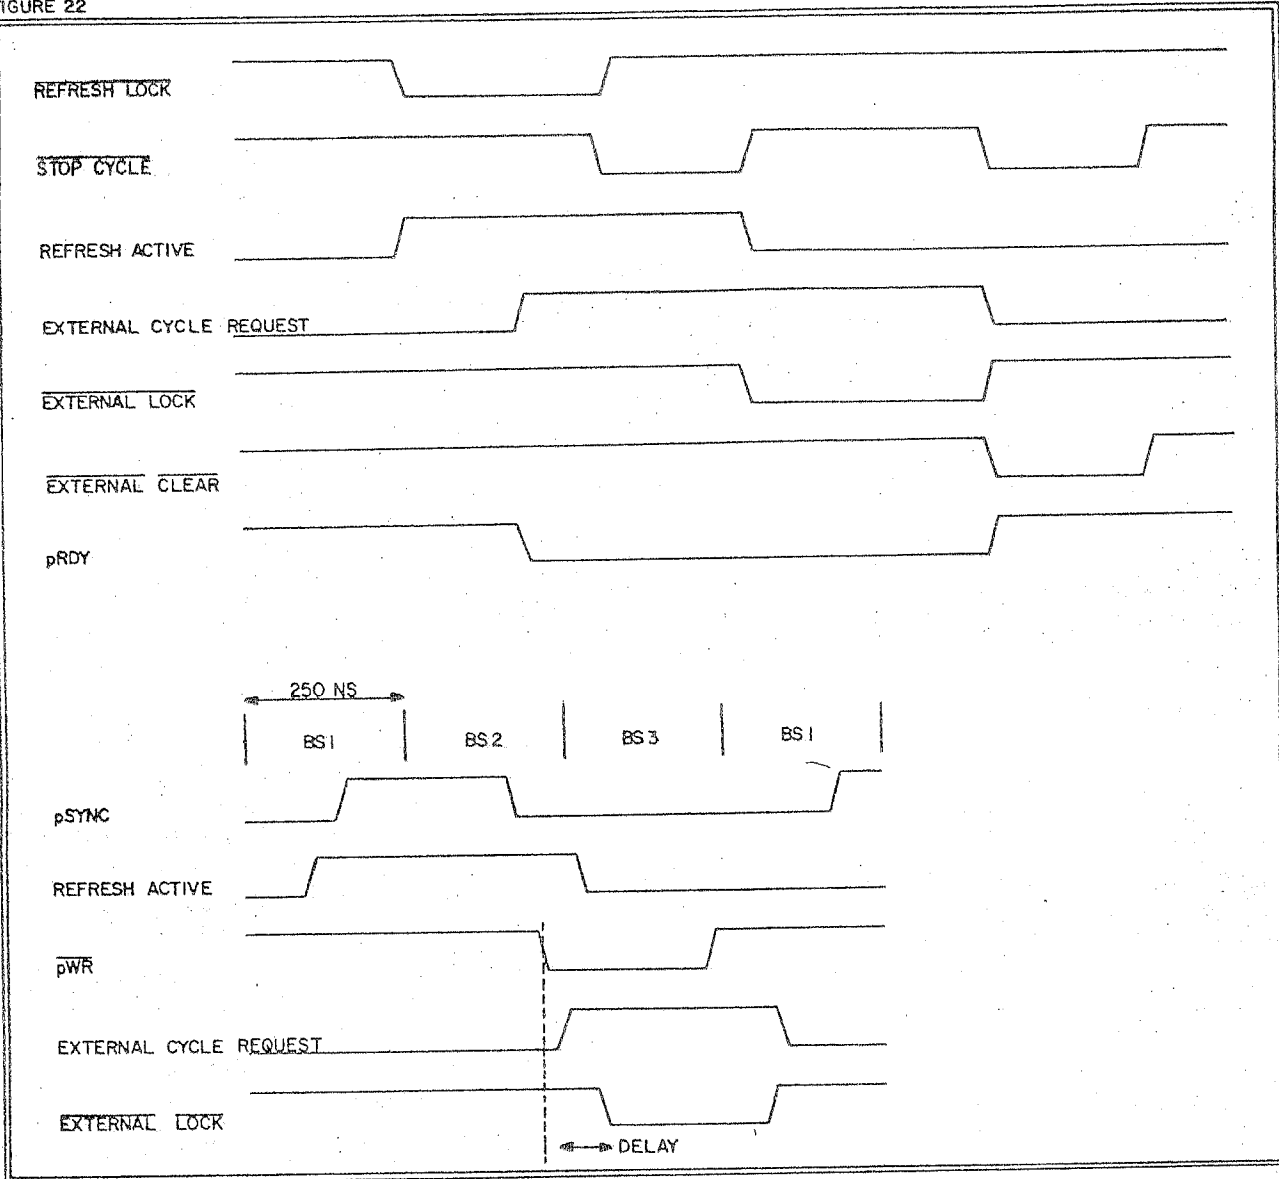 FIGURE 22
REFRESH LOCK
STOP CYCLE
REFRESH ACTIVE
EXTERNAL CYCLE REQUEST
EXTERNAL LOCK
EXTERNAL CLEAR
pRDY
250 NS
BS1 BS2 BS3 BS1
pSYNC
REFRESH ACTIVE
pWR
EXTERNAL CYCLE REQUEST
EXTERNAL LOCK
DELAY